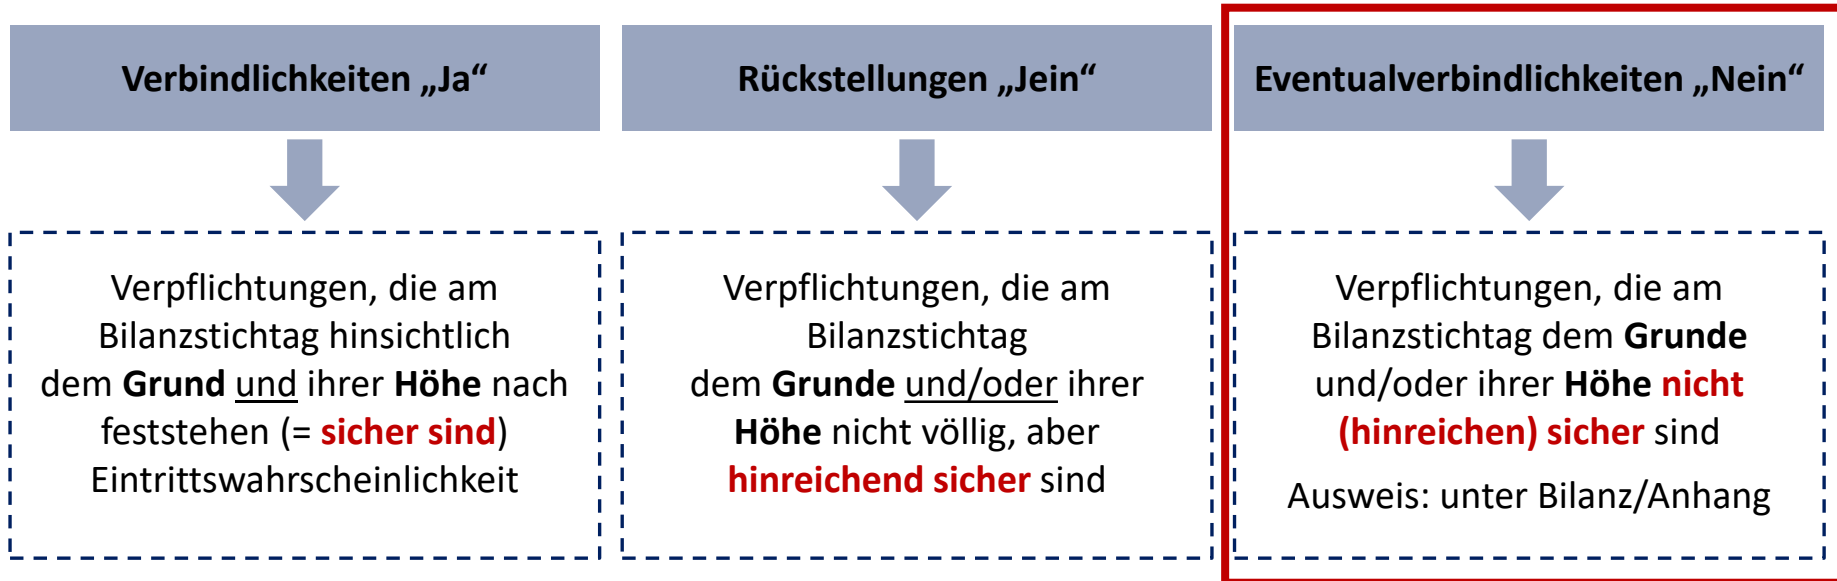 Verbindlichkeiten „Ja“
Verpflichtungen, die am
Bilanzstichtag hinsichtlich
dem Grund und ihrer Höhe nach
feststehen (= sicher sind)
Eintrittswahrscheinlichkeit
Rückstellungen „Jein“
Verpflichtungen, die am
Bilanzstichtag
dem Grunde und/oder ihrer
Höhe nicht völlig, aber
hinreichend sicher sind
Eventualverbindlichkeiten „Nein“
Verpflichtungen, die am
Bilanzstichtag dem Grunde
und/oder ihrer Höhe nicht
(hinreichen) sicher sind
Ausweis: unter Bilanz/Anhang